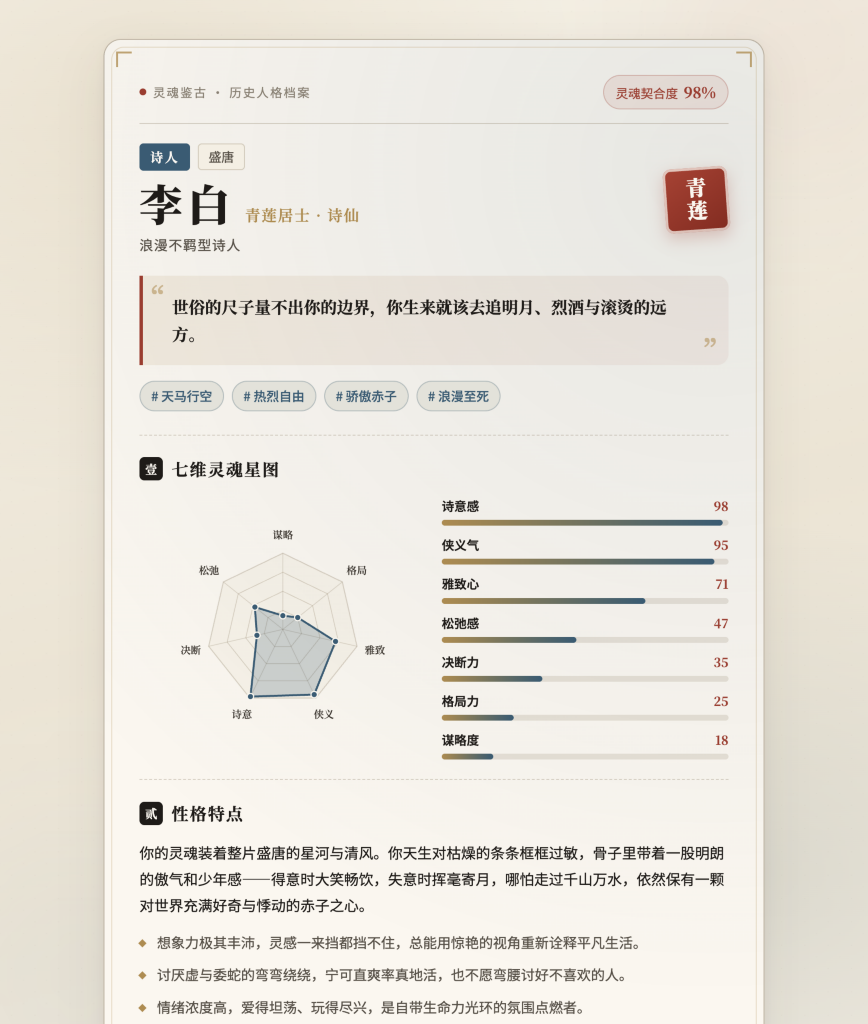 灵魂鉴古 · 历史人格档案
灵魂契合度 98%
诗人
盛唐
李白 青莲居士 · 诗仙
浪漫不羁型诗人
青莲
“
世俗的尺子量不出你的边界，你生来就该去追明月、烈酒与滚烫的远
方。
”
# 天马行空
# 热烈自由
# 骄傲赤子
# 浪漫至死
壹 七维灵魂星图
谋略
格局
雅致
侠义
诗意
决断
松弛
诗意感 98
侠义气 95
雅致心 71
松弛感 47
决断力 35
格局力 25
谋略度 18
贰 性格特点
你的灵魂装着整片盛唐的星河与清风。你天生对枯燥的条条框框过敏，骨子里带着一股明朗
的傲气和少年感——得意时大笑畅饮，失意时挥毫寄月，哪怕走过千山万水，依然保有一颗
对世界充满好奇与悸动的赤子之心。
想象力极其丰沛，灵感一来挡都挡不住，总能用惊艳的视角重新诠释平凡生活。
讨厌虚与委蛇的弯弯绕绕，宁可直爽率真地活，也不愿弯腰讨好不喜欢的人。
情绪浓度高，爱得坦荡、玩得尽兴，是自带生命力光环的氛围点燃者。